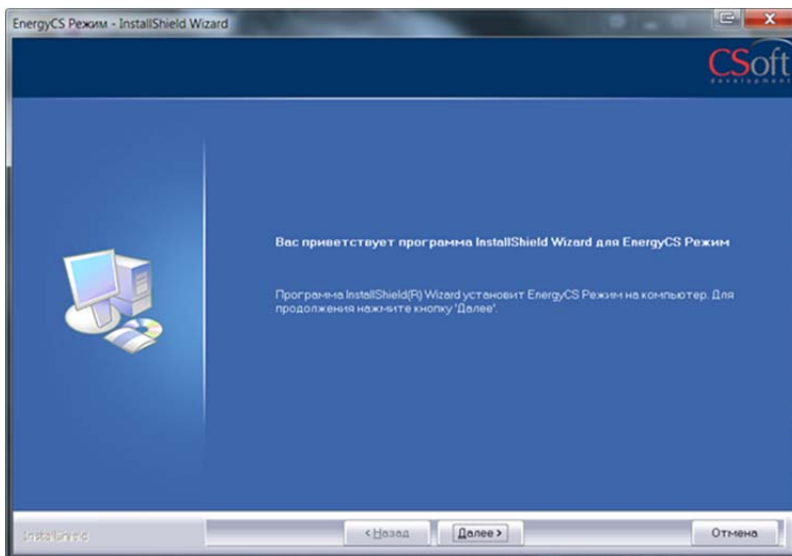 EnergyCS Режим - InstallShield Wizard
CSoft
development
Вас приветствует программа InstallShield Wizard для EnergyCS Режим
Программа InstallShield(R) Wizard установит EnergyCS Режим на компьютер. Для
продолжения нажмите кнопку 'Далее'.
InstallShield
< Назад
Далее >
Отмена